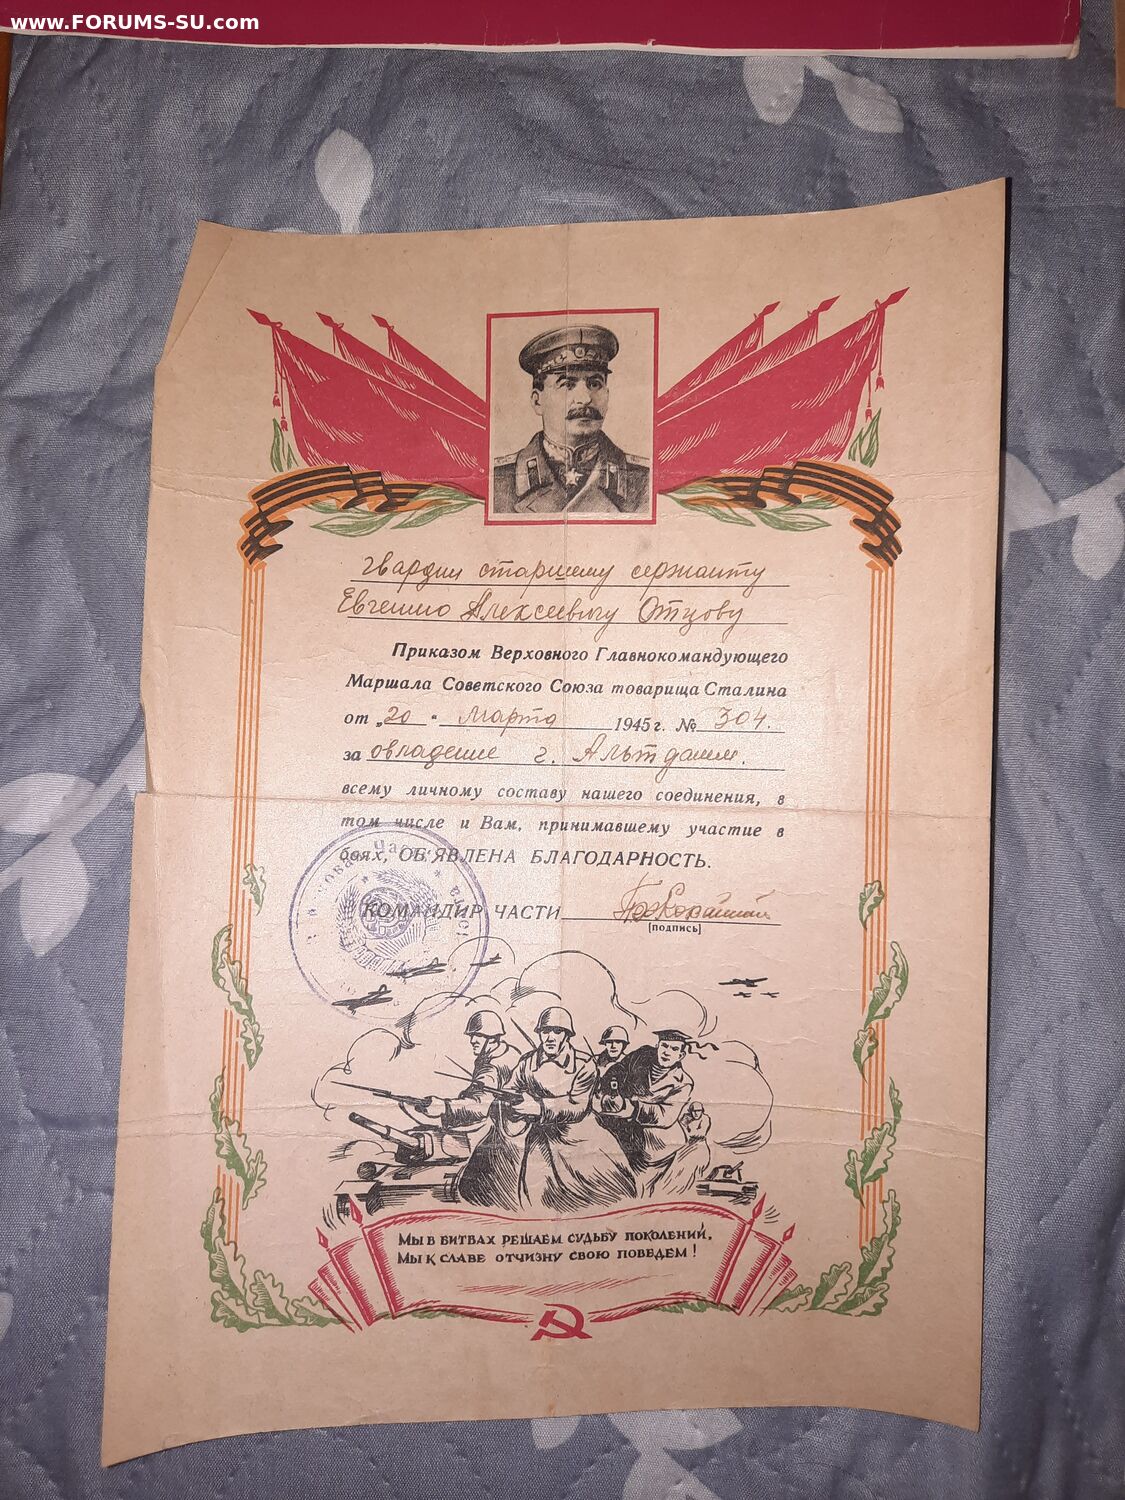 www.FORUMS-SU.com
гвардии старшему сержанту
Евгению Алексеевичу Отцову
Приказом Верховного Главнокомандующего
Маршала Советского Союза товарища Сталина
от „20“ марта 1945 г. № 304.
за овладение г. Альтдамм.
всему личному составу нашего соединения, в
том числе и Вам, принимавшему участие в
боях, ОБ'ЯВЛЕНА БЛАГОДАРНОСТЬ.
КОМАНДИР ЧАСТИ
(подпись)
МЫ В БИТВАХ РЕШАЕМ СУДЬБУ ПОКОЛЕНИЙ,
МЫ К СЛАВЕ ОТЧИЗНУ СВОЮ ПОВЕДЕМ!